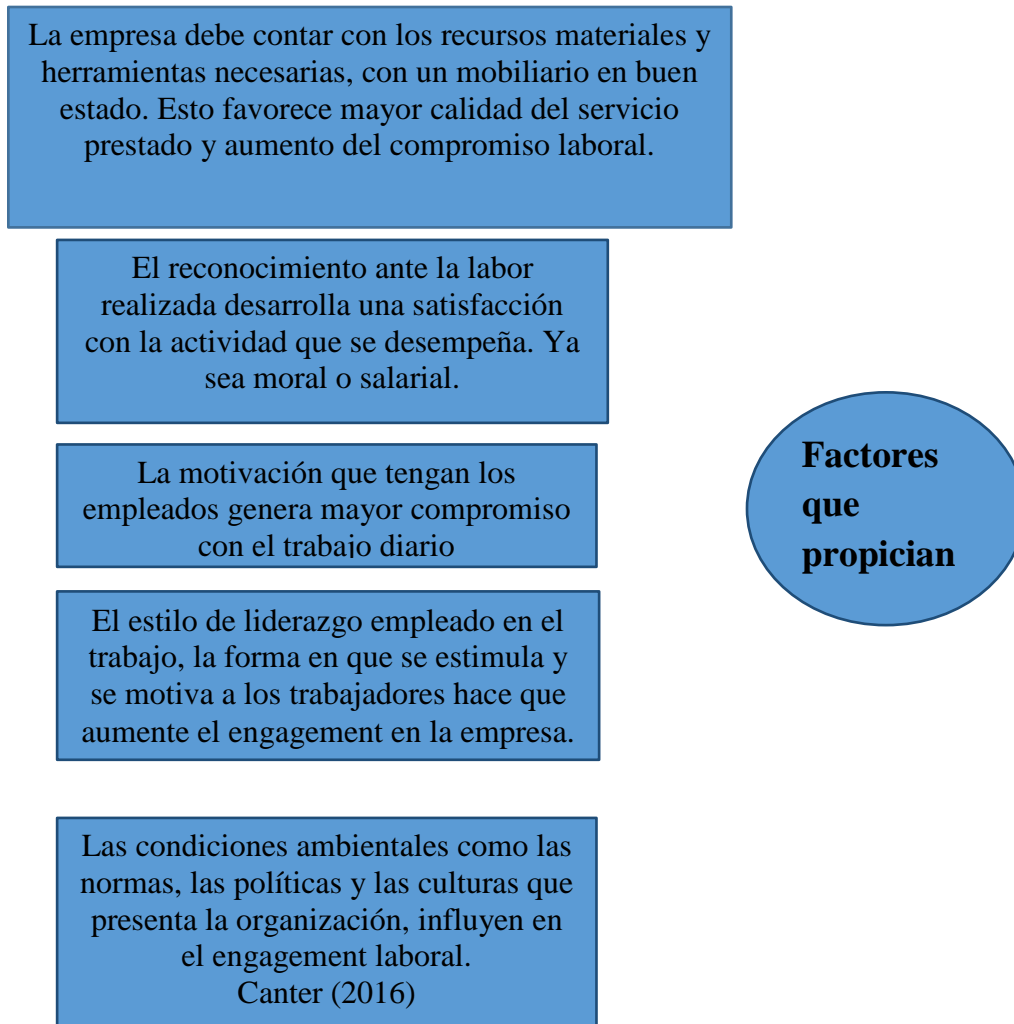 La empresa debe contar con los recursos materiales y
herramientas necesarias, con un mobiliario en buen
estado. Esto favorece mayor calidad del servicio
prestado y aumento del compromiso laboral.
El reconocimiento ante la labor
realizada desarrolla una satisfacción
con la actividad que se desempeña. Ya
sea moral o salarial.
La motivación que tengan los
empleados genera mayor compromiso
con el trabajo diario
El estilo de liderazgo empleado en el
trabajo, la forma en que se estimula y
se motiva a los trabajadores hace que
aumente el engagement en la empresa.
Las condiciones ambientales como las
normas, las políticas y las culturas que
presenta la organización, influyen en
el engagement laboral.
Canter (2016)
Factores
que
propician